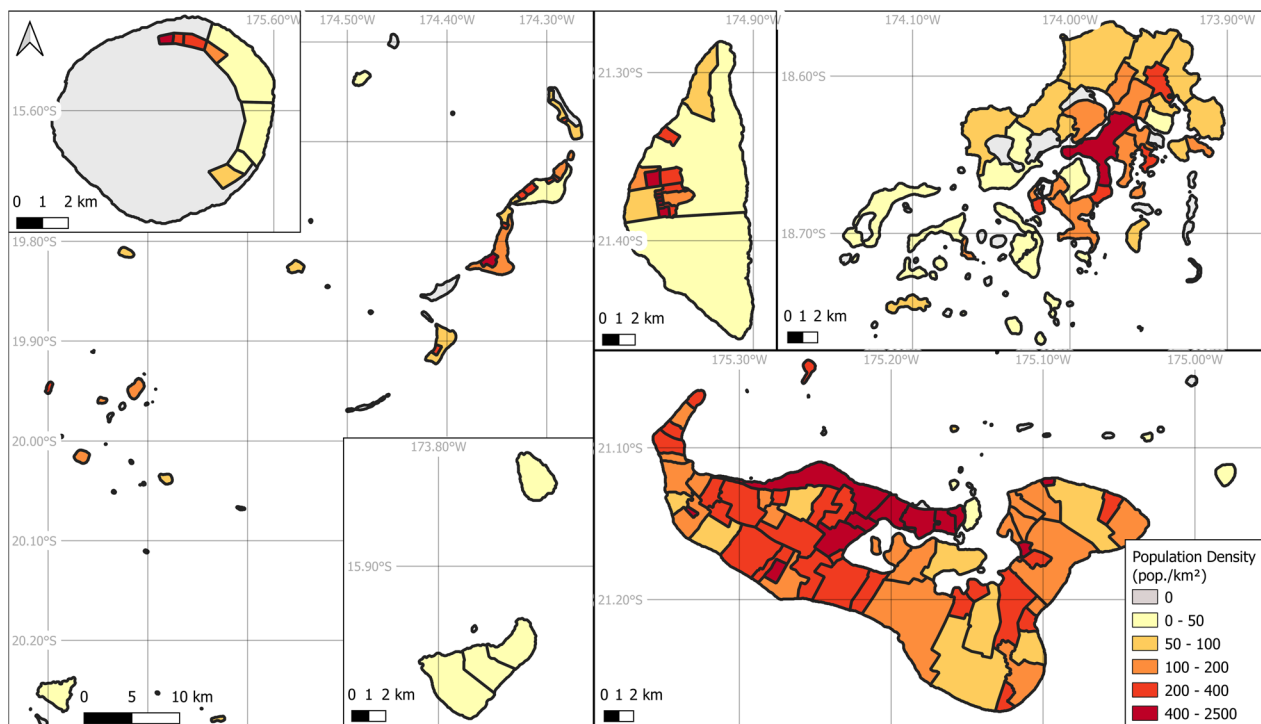 175.60°W
174.50°W
174.40°W
174.30°W
174.90°W
174.10°W
174.00°W
173.90°W
21.30°S
18.60°S
15.60°S
0 1 2 km
18.70°S
19.80°S
21.40°S
0 1 2 km
0 1 2 km
19.90°S
175.30°W
175.20°W
175.10°W
175.00°W
20.00°S
173.80°W
21.10°S
20.10°S
Population Density
(pop./km²)
15.90°S
0
21.20°S
0 - 50
20.20°S
50 - 100
100 - 200
0 5 10 km
0 1 2 km
0 1 2 km
200 - 400
400 - 2500